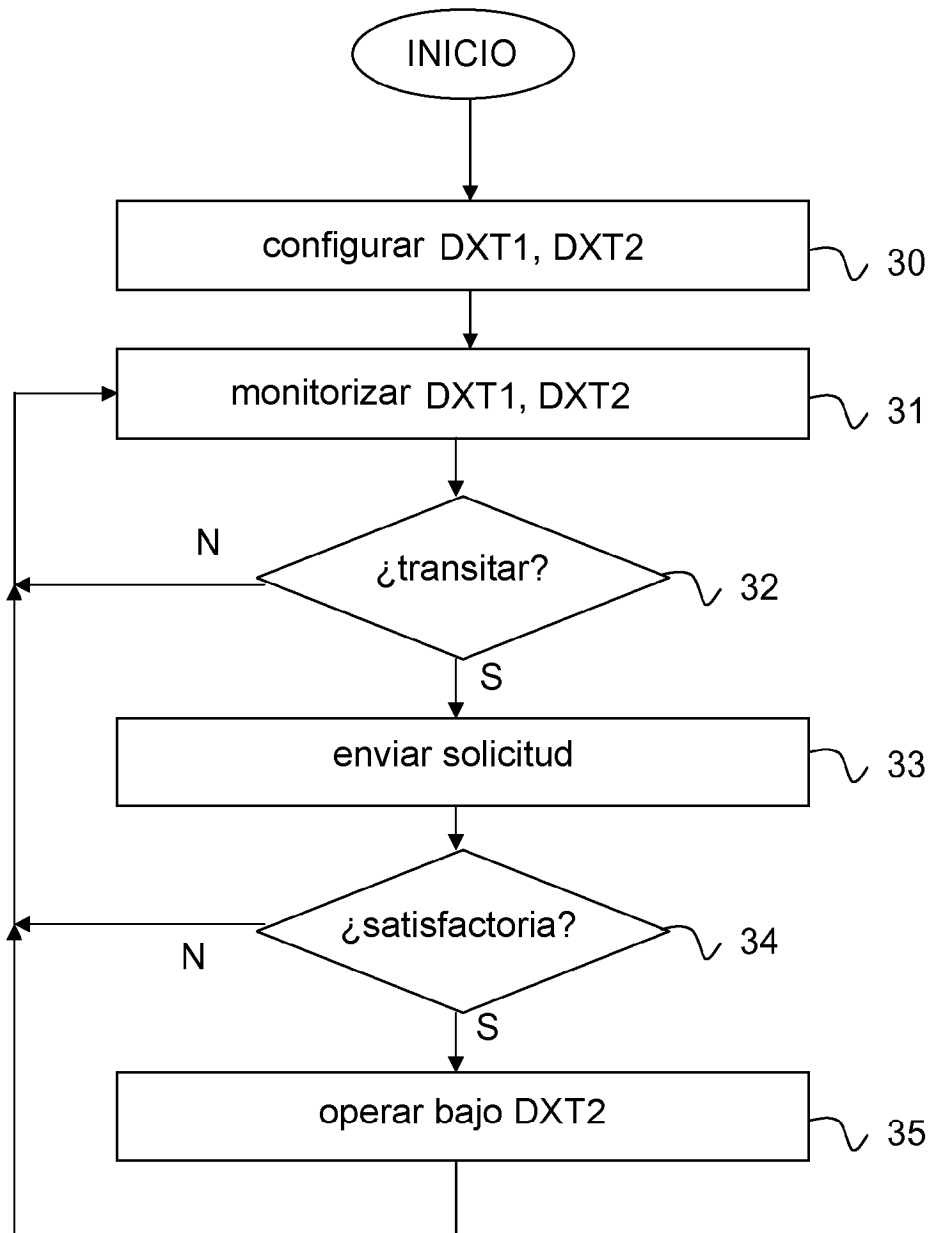 INICIO
configurar DXT1, DXT2
30
monitorizar DXT1, DXT2
31
N
¿transitar?
32
S
enviar solicitud
33
¿satisfactoria?
N
34
S
operar bajo DXT2
35